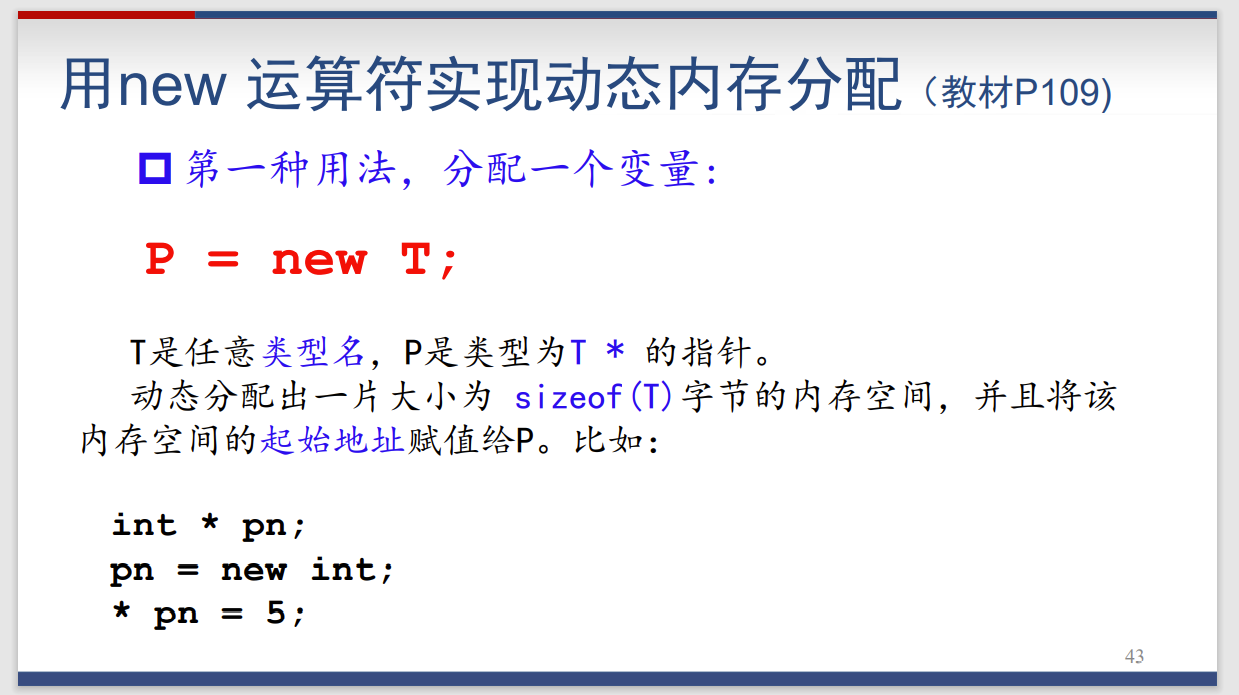 用new 运算符实现动态内存分配（教材P109)
第一种用法，分配一个变量：
P = new T;
T是任意类型名，P是类型为T * 的指针。
动态分配出一片大小为 sizeof(T)字节的内存空间，并且将该
内存空间的起始地址赋值给P。比如：
int * pn;
pn = new int;
* pn = 5;
43